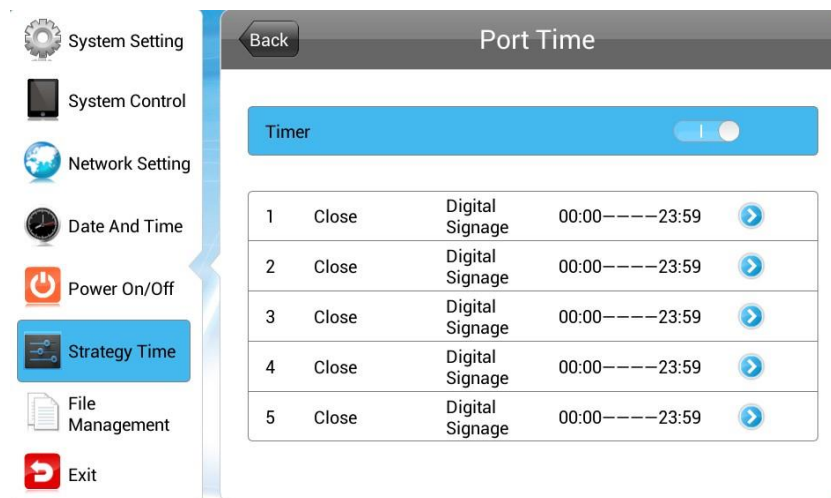 System Setting
System Control
Network Setting
Date And Time
Power On/Off
Strategy Time
File
Management
Exit
Back
Port Time
Timer
1 Close Digital Signage 00:00----23:59
2 Close Digital Signage 00:00----23:59
3 Close Digital Signage 00:00----23:59
4 Close Digital Signage 00:00----23:59
5 Close Digital Signage 00:00----23:59